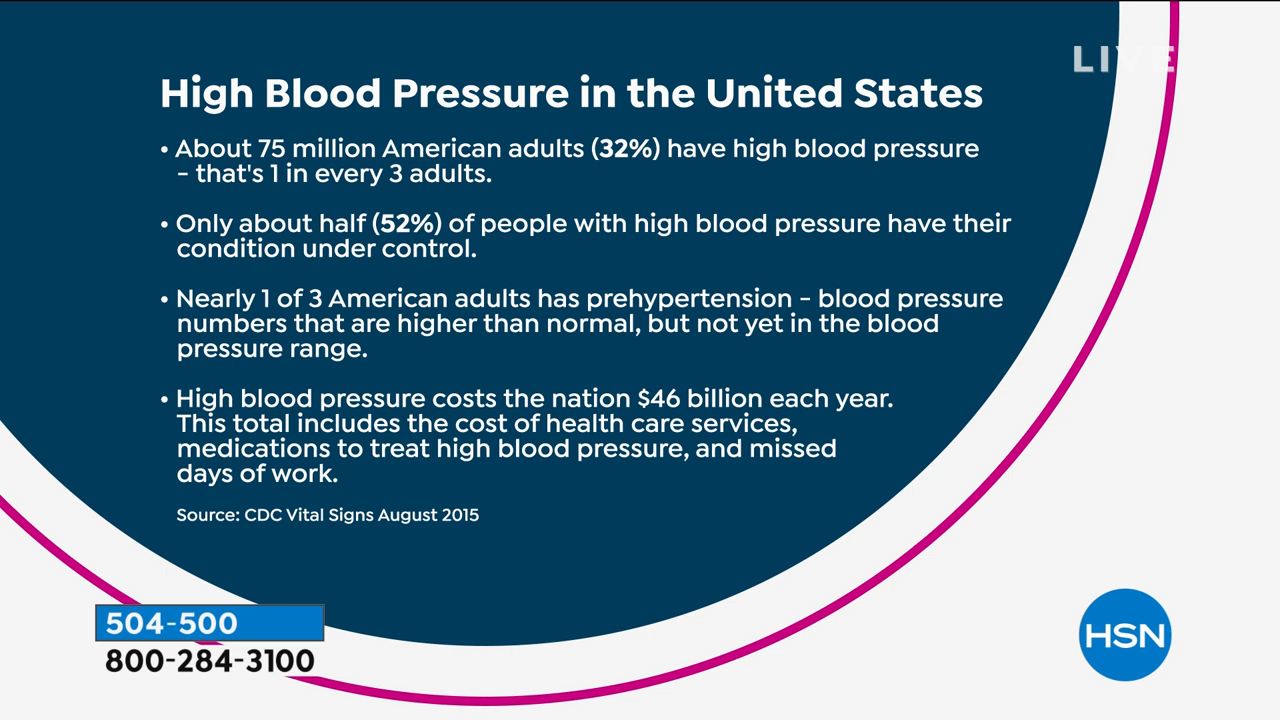 LIVE
High Blood Pressure in the United States
• About 75 million American adults (32%) have high blood pressure
- that's 1 in every 3 adults.
• Only about half (52%) of people with high blood pressure have their
condition under control.
• Nearly 1 of 3 American adults has prehypertension - blood pressure
numbers that are higher than normal, but not yet in the blood
pressure range.
• High blood pressure costs the nation $46 billion each year.
This total includes the cost of health care services,
medications to treat high blood pressure, and missed
days of work.
Source: CDC Vital Signs August 2015
504-500
800-284-3100
HSN